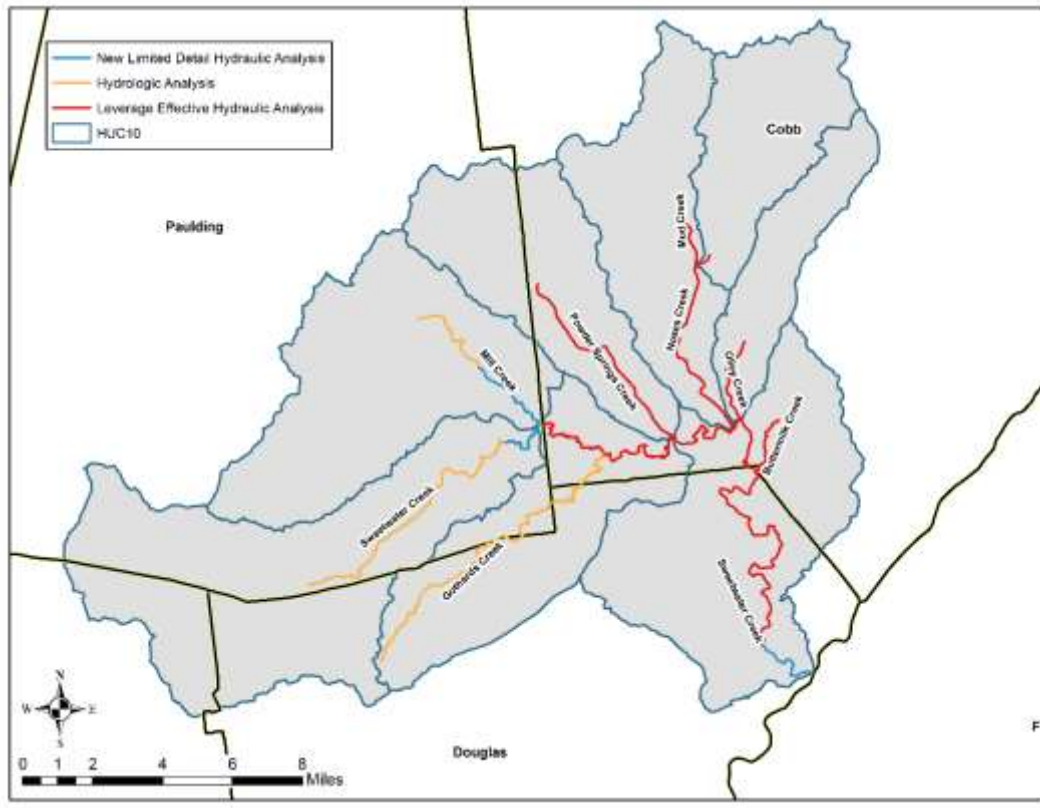 New Limited Detail Hydraulic Analysis
Hydrologic Analysis
Leverage Effective Hydraulic Analysis
HUC10
Cobb
Paulding
Mud Creek
Noses Creek
Powder Springs Creek
Olley Creek
Mill Creek
Buttermilk Creek
Sweetwater Creek
Gothards Creek
Sweetwater Creek
N
W E
S
Douglas
F
0 1 2 4 6 8
Miles